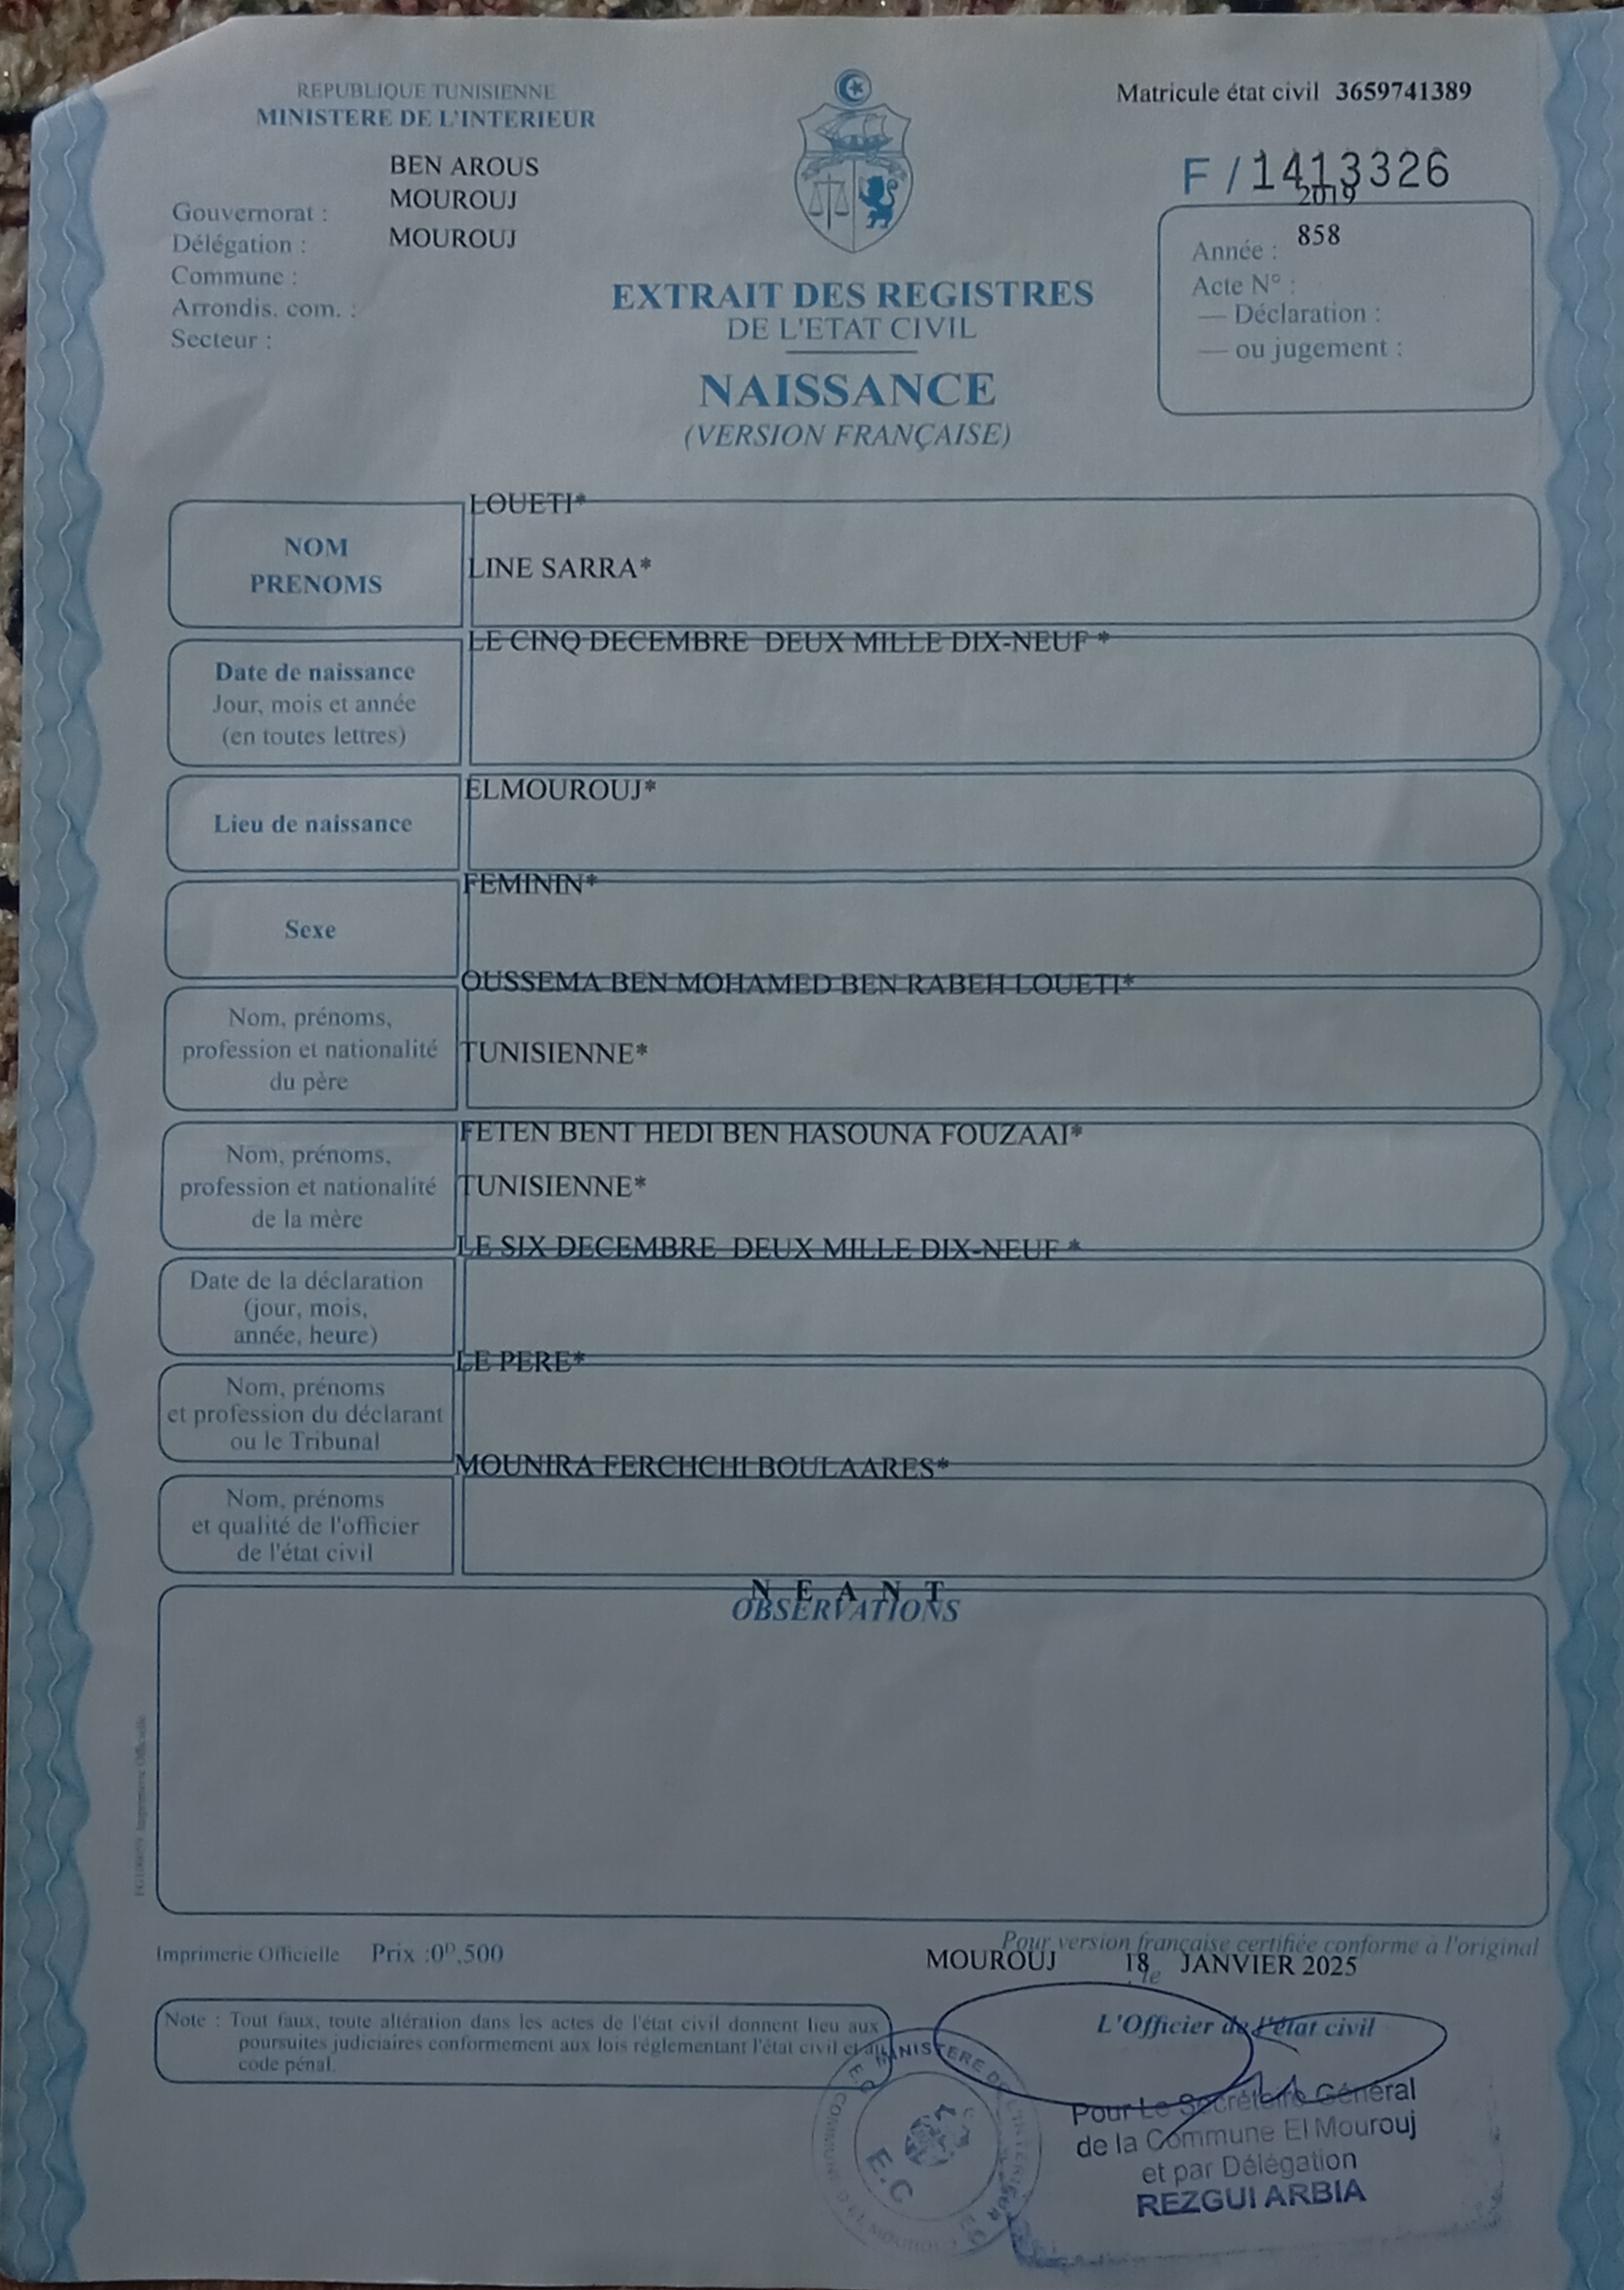 REPUBLIQUE TUNISIENNE
MINISTERE DE L'INTERIEUR
Matricule état civil 3659741389
F / 1413326
BEN AROUS
MOUROUJ
MOUROUJ
Gouvernorat :
Délégation :
Commune :
Arrondis. com. :
Secteur :
2019
858
Année :
Acte N° :
— Déclaration :
— ou jugement :
EXTRAIT DES REGISTRES
DE L'ETAT CIVIL
NAISSANCE
(VERSION FRANÇAISE)
NOM
PRENOMS
LOUETI*
LINE SARRA*
Date de naissance
Jour, mois et année
(en toutes lettres)
LE CINQ DECEMBRE DEUX MILLE DIX-NEUF *
Lieu de naissance
ELMOUROUJ*
Sexe
FEMININ*
Nom, prénoms,
profession et nationalité
du père
OUSSEMA BEN MOHAMED BEN RABEH LOUETI*
TUNISIENNE*
Nom, prénoms,
profession et nationalité
de la mère
FETEN BENT HEDI BEN HASOUNA FOUZAAI*
TUNISIENNE*
Date de la déclaration
(jour, mois,
année, heure)
LE SIX DECEMBRE DEUX MILLE DIX-NEUF *
Nom, prénoms
et profession du déclarant
ou le Tribunal
LE PERE*
Nom, prénoms
et qualité de l'officier
de l'état civil
MOUNIRA FERCHCHI BOULAARES*
N E A N T
OBSERVATIONS
Imprimerie Officielle
Imprimerie Officielle Prix :0ᴰ,500
Pour version française certifiée conforme à l'original
MOUROUJ 18 JANVIER 2025
le
Note : Tout faux, toute altération dans les actes de l'état civil donnent lieu aux
poursuites judiciaires conformement aux lois réglementant l'état civil et au
code pénal.
L'Officier de l'état civil
MINISTERE DE L'INTERIEUR
E.C
Pour Le Secrétaire Général
de la Commune El Mourouj
et par Délégation
REZGUI ARBIA